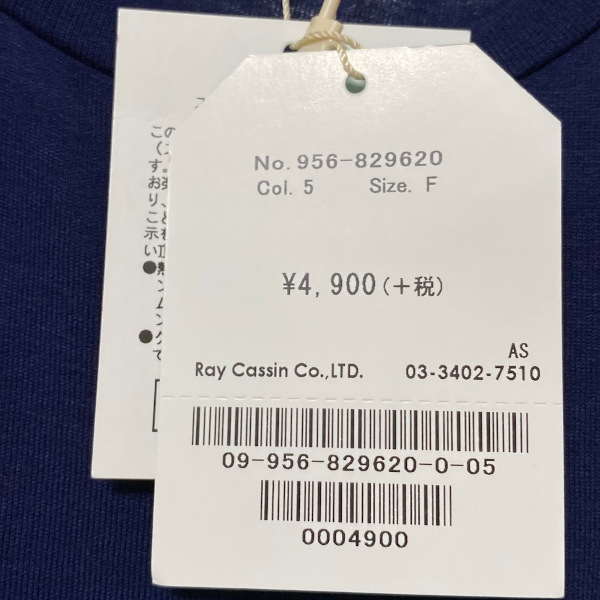 No.956-829620
Col. 5 Size. F
¥4,900(+税)
AS
Ray Cassin Co.,LTD. 03-3402-7510
09-956-829620-0-05
0004900
この
す。
お
り
こ
示
い